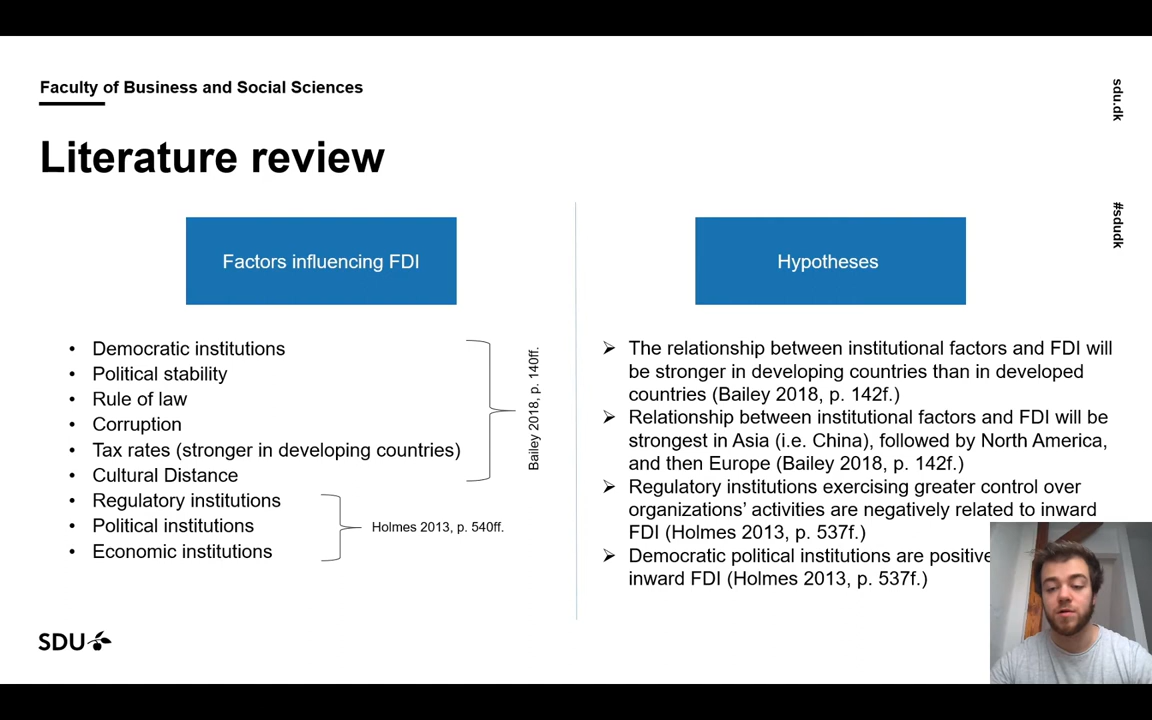 Faculty of Business and Social Sciences
sdu.dk
#sdudk
Literature review
Factors influencing FDI
• Democratic institutions
• Political stability
• Rule of law
• Corruption
• Tax rates (stronger in developing countries)
• Cultural Distance
• Regulatory institutions
• Political institutions
• Economic institutions
Bailey 2018, p. 140ff.
Holmes 2013, p. 540ff.
Hypotheses
➢ The relationship between institutional factors and FDI will
be stronger in developing countries than in developed
countries (Bailey 2018, p. 142f.)
➢ Relationship between institutional factors and FDI will be
strongest in Asia (i.e. China), followed by North America,
and then Europe (Bailey 2018, p. 142f.)
➢ Regulatory institutions exercising greater control over
organizations’ activities are negatively related to inward
FDI (Holmes 2013, p. 537f.)
➢ Democratic political institutions are
inward FDI (Holmes 2013, p. 537f.)
SDU